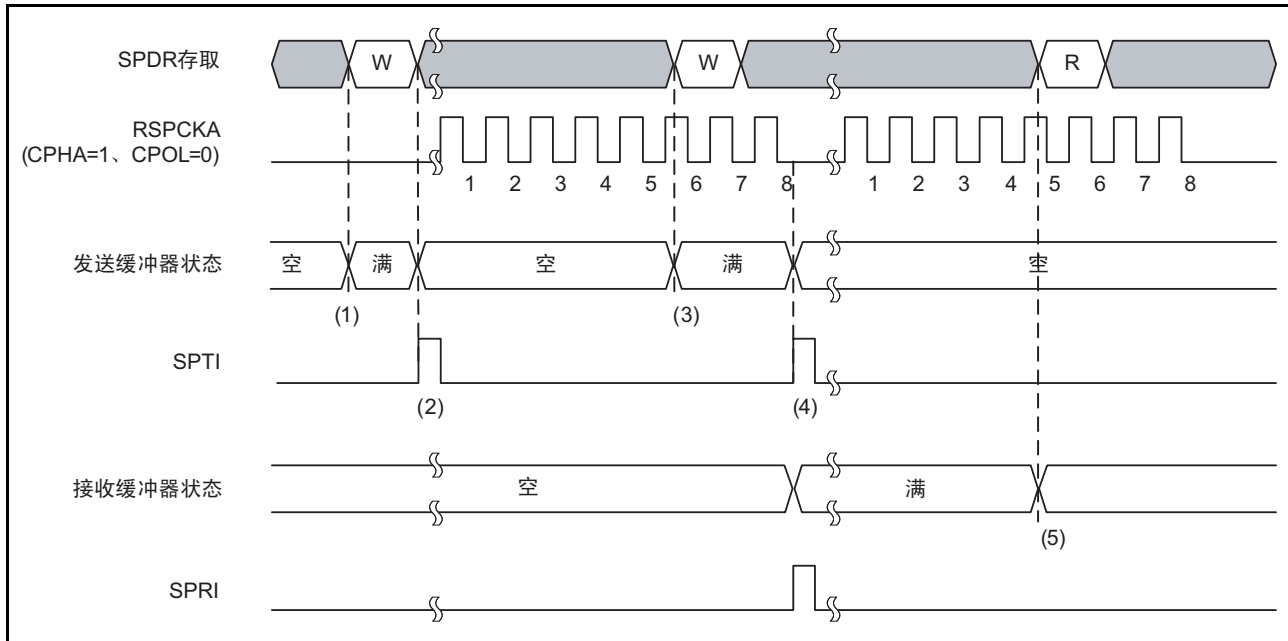 SPDR存取
W
W
R
RSPCKA
(CPHA=1、CPOL=0)
1 2 3 4 5 6 7 8 1 2 3 4 5 6 7 8
发送缓冲器状态
空 满 空 满 空
(1) (3)
SPTI
(2) (4)
接收缓冲器状态
空 满
(5)
SPRI